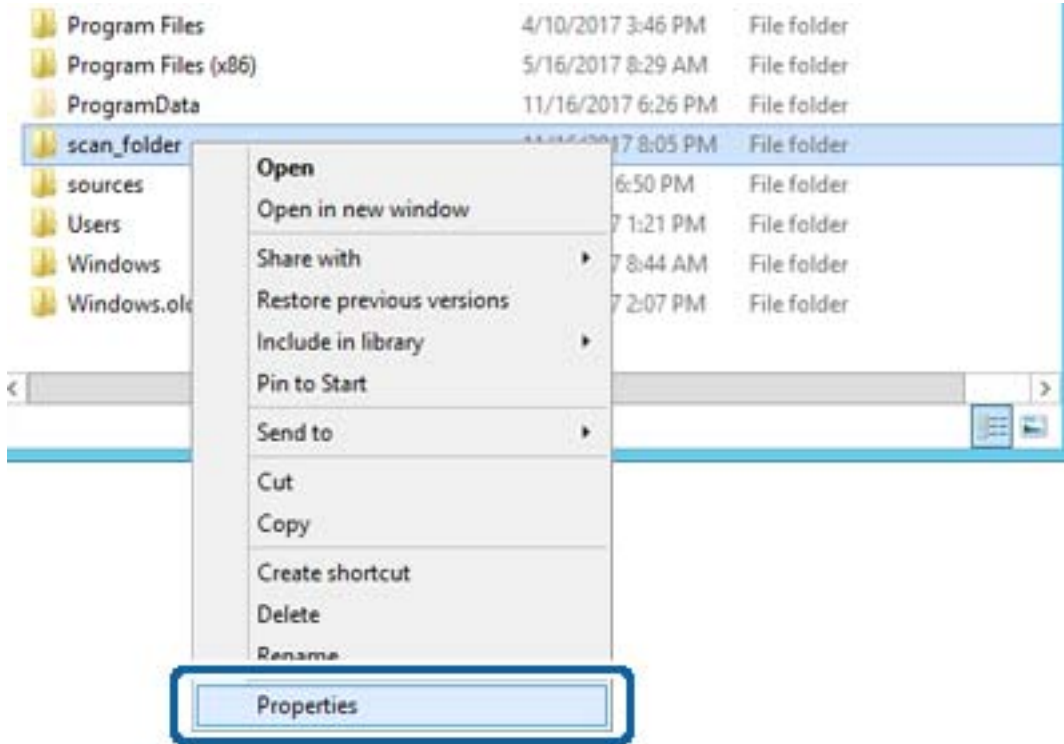 Program Files 4/10/2017 3:46 PM File folder
Program Files (x86) 5/16/2017 8:29 AM File folder
ProgramData 11/16/2017 6:26 PM File folder
scan_folder 8:05 PM File folder
sources 6:50 PM File folder
Users 1:21 PM File folder
Windows 8:44 AM File folder
Windows.old 2:07 PM File folder
Open
Open in new window
Share with
Restore previous versions
Include in library
Pin to Start
Send to
Cut
Copy
Create shortcut
Delete
Rename
Properties